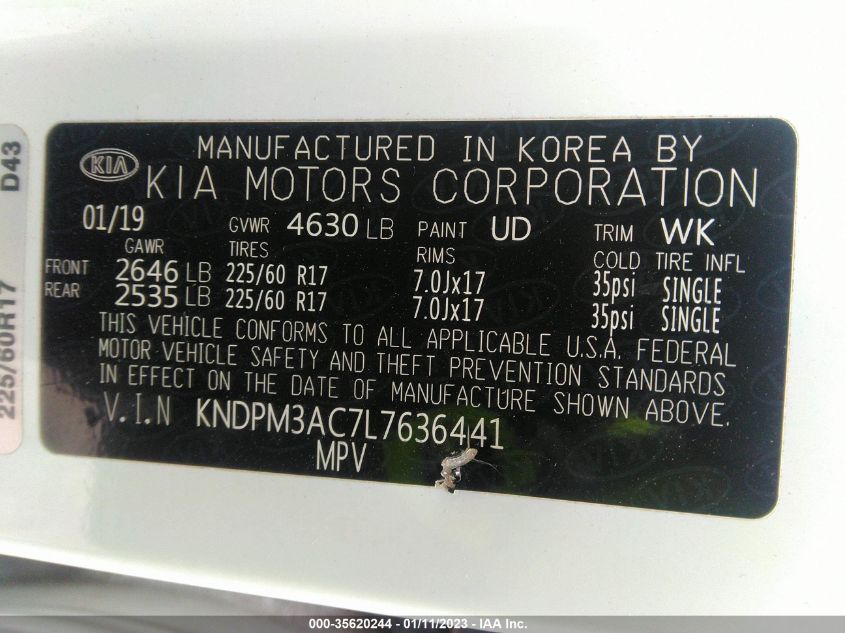 KIA
MANUFACTURED IN KOREA BY
KIA MOTORS CORPORATION
01/19 GVWR 4630 LB PAINT UD TRIM WK
GAWR TIRES RIMS COLD TIRE INFL
FRONT 2646 LB 225/60 R17 7.0Jx17 35psi SINGLE
REAR 2535 LB 225/60 R17 7.0Jx17 35psi SINGLE
THIS VEHICLE CONFORMS TO ALL APPLICABLE U.S.A. FEDERAL
MOTOR VEHICLE SAFETY AND THEFT PREVENTION STANDARDS
IN EFFECT ON THE DATE OF MANUFACTURE SHOWN ABOVE.
V.I.N KNDPM3AC7L7636441
MPV
225/60R17 D43
000-35620244 - 01/11/2023 - IAA Inc.